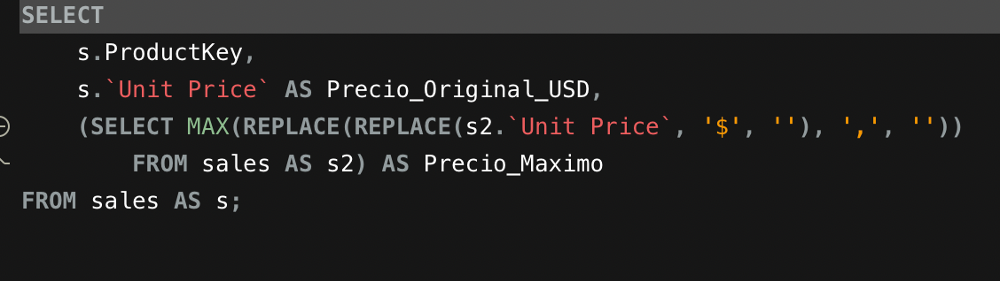 SELECT
s.ProductKey,
s.`Unit Price` AS Precio_Original_USD,
(SELECT MAX(REPLACE(REPLACE(s2.`Unit Price`, '$', ''), ',', ''))
FROM sales AS s2) AS Precio_Maximo
FROM sales AS s;